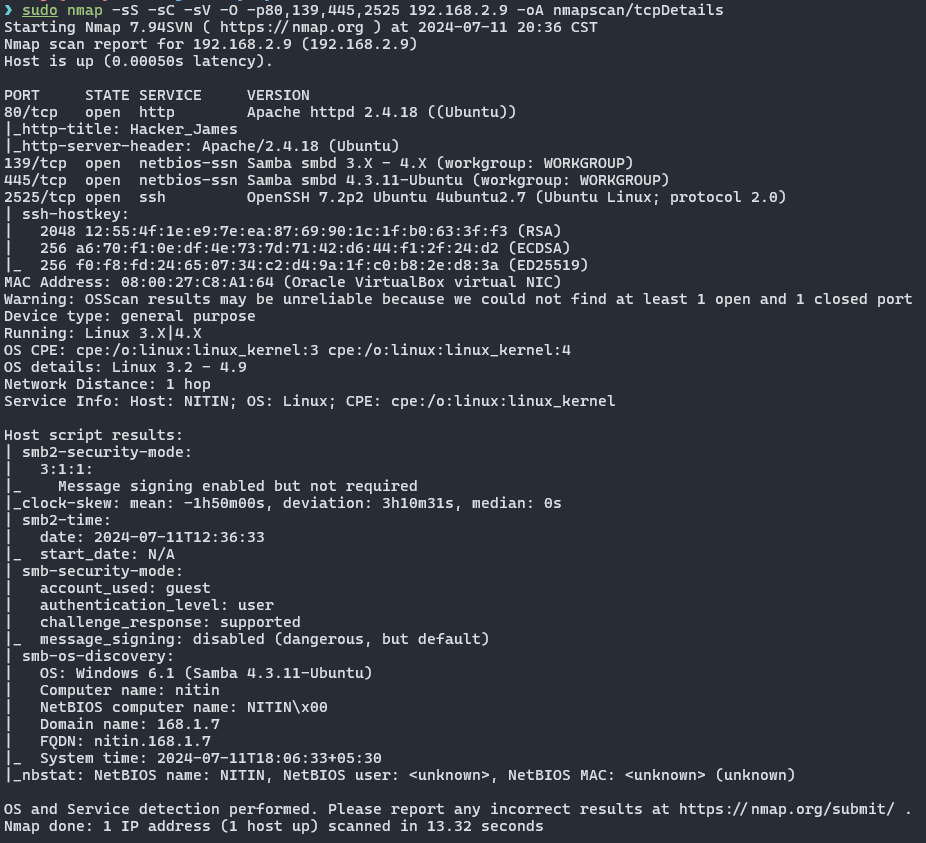 ❯ sudo nmap -sS -sC -sV -O -p80,139,445,2525 192.168.2.9 -oA nmapscan/tcpDetails
Starting Nmap 7.94SVN ( https://nmap.org ) at 2024-07-11 20:36 CST
Nmap scan report for 192.168.2.9 (192.168.2.9)
Host is up (0.00050s latency).

PORT     STATE SERVICE     VERSION
80/tcp   open  http        Apache httpd 2.4.18 ((Ubuntu))
|_http-title: Hacker_James
|_http-server-header: Apache/2.4.18 (Ubuntu)
139/tcp  open  netbios-ssn Samba smbd 3.X - 4.X (workgroup: WORKGROUP)
445/tcp  open  netbios-ssn Samba smbd 4.3.11-Ubuntu (workgroup: WORKGROUP)
2525/tcp open  ssh         OpenSSH 7.2p2 Ubuntu 4ubuntu2.7 (Ubuntu Linux; protocol 2.0)
| ssh-hostkey:
|   2048 12:55:4f:1e:e9:7e:ea:87:69:90:1c:1f:b0:63:3f:f3 (RSA)
|   256 a6:70:f1:0e:df:4e:73:7d:71:42:d6:44:f1:2f:24:d2 (ECDSA)
|_  256 f0:f8:fd:24:65:07:34:c2:d4:9a:1f:c0:b8:2e:d8:3a (ED25519)
MAC Address: 08:00:27:C8:A1:64 (Oracle VirtualBox virtual NIC)
Warning: OSScan results may be unreliable because we could not find at least 1 open and 1 closed port
Device type: general purpose
Running: Linux 3.X|4.X
OS CPE: cpe:/o:linux:linux_kernel:3 cpe:/o:linux:linux_kernel:4
OS details: Linux 3.2 - 4.9
Network Distance: 1 hop
Service Info: Host: NITIN; OS: Linux; CPE: cpe:/o:linux:linux_kernel

Host script results:
| smb2-security-mode:
|   3:1:1:
|_    Message signing enabled but not required
|_clock-skew: mean: -1h50m00s, deviation: 3h10m31s, median: 0s
| smb2-time:
|   date: 2024-07-11T12:36:33
|_  start_date: N/A
| smb-security-mode:
|   account_used: guest
|   authentication_level: user
|   challenge_response: supported
|_  message_signing: disabled (dangerous, but default)
| smb-os-discovery:
|   OS: Windows 6.1 (Samba 4.3.11-Ubuntu)
|   Computer name: nitin
|   NetBIOS computer name: NITIN\x00
|   Domain name: 168.1.7
|   FQDN: nitin.168.1.7
|_  System time: 2024-07-11T18:06:33+05:30
|_nbstat: NetBIOS name: NITIN, NetBIOS user: <unknown>, NetBIOS MAC: <unknown> (unknown)

OS and Service detection performed. Please report any incorrect results at https://nmap.org/submit/ .
Nmap done: 1 IP address (1 host up) scanned in 13.32 seconds